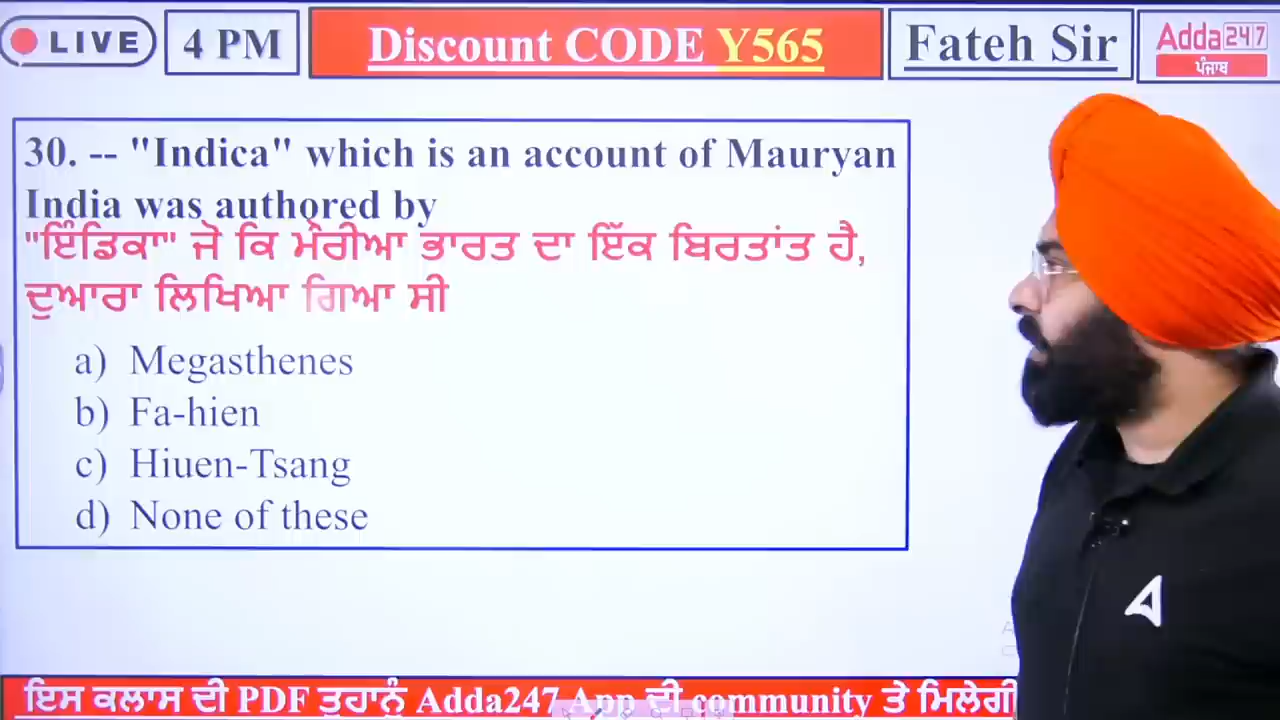 LIVE
4 PM
Discount CODE Y565
Fateh Sir
Adda247
ਪੰਜਾਬ
30. -- "Indica" which is an account of Mauryan
India was authored by
"ਇੰਡਿਕਾ" ਜੋ ਕਿ ਮੌਰੀਆ ਭਾਰਤ ਦਾ ਇੱਕ ਬਿਰਤਾਂਤ ਹੈ,
ਦੁਆਰਾ ਲਿਖਿਆ ਗਿਆ ਸੀ
a) Megasthenes
b) Fa-hien
c) Hiuen-Tsang
d) None of these
ਇਸ ਕਲਾਸ ਦੀ PDF ਤੁਹਾਨੂੰ Adda247 App ਦੀ community ਤੇ ਮਿਲੇਗੀ